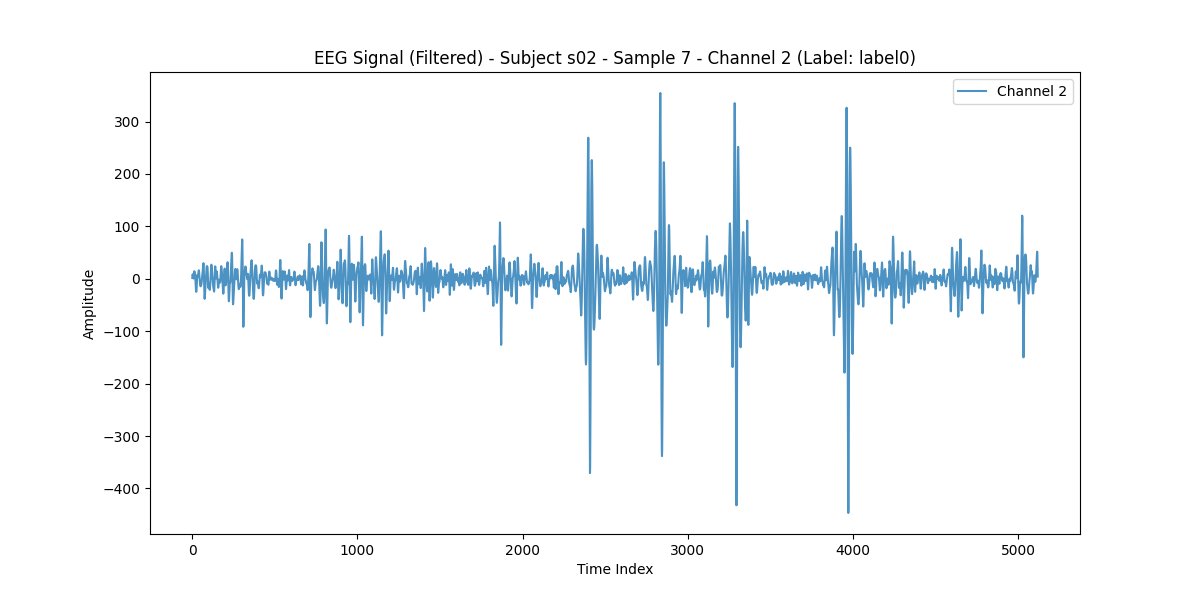 EEG Signal (Filtered) - Subject s02 - Sample 7 - Channel 2 (Label: label0)
Channel 2
300
200
100
0
−100
−200
−300
−400
Amplitude
0 1000 2000 3000 4000 5000
Time Index